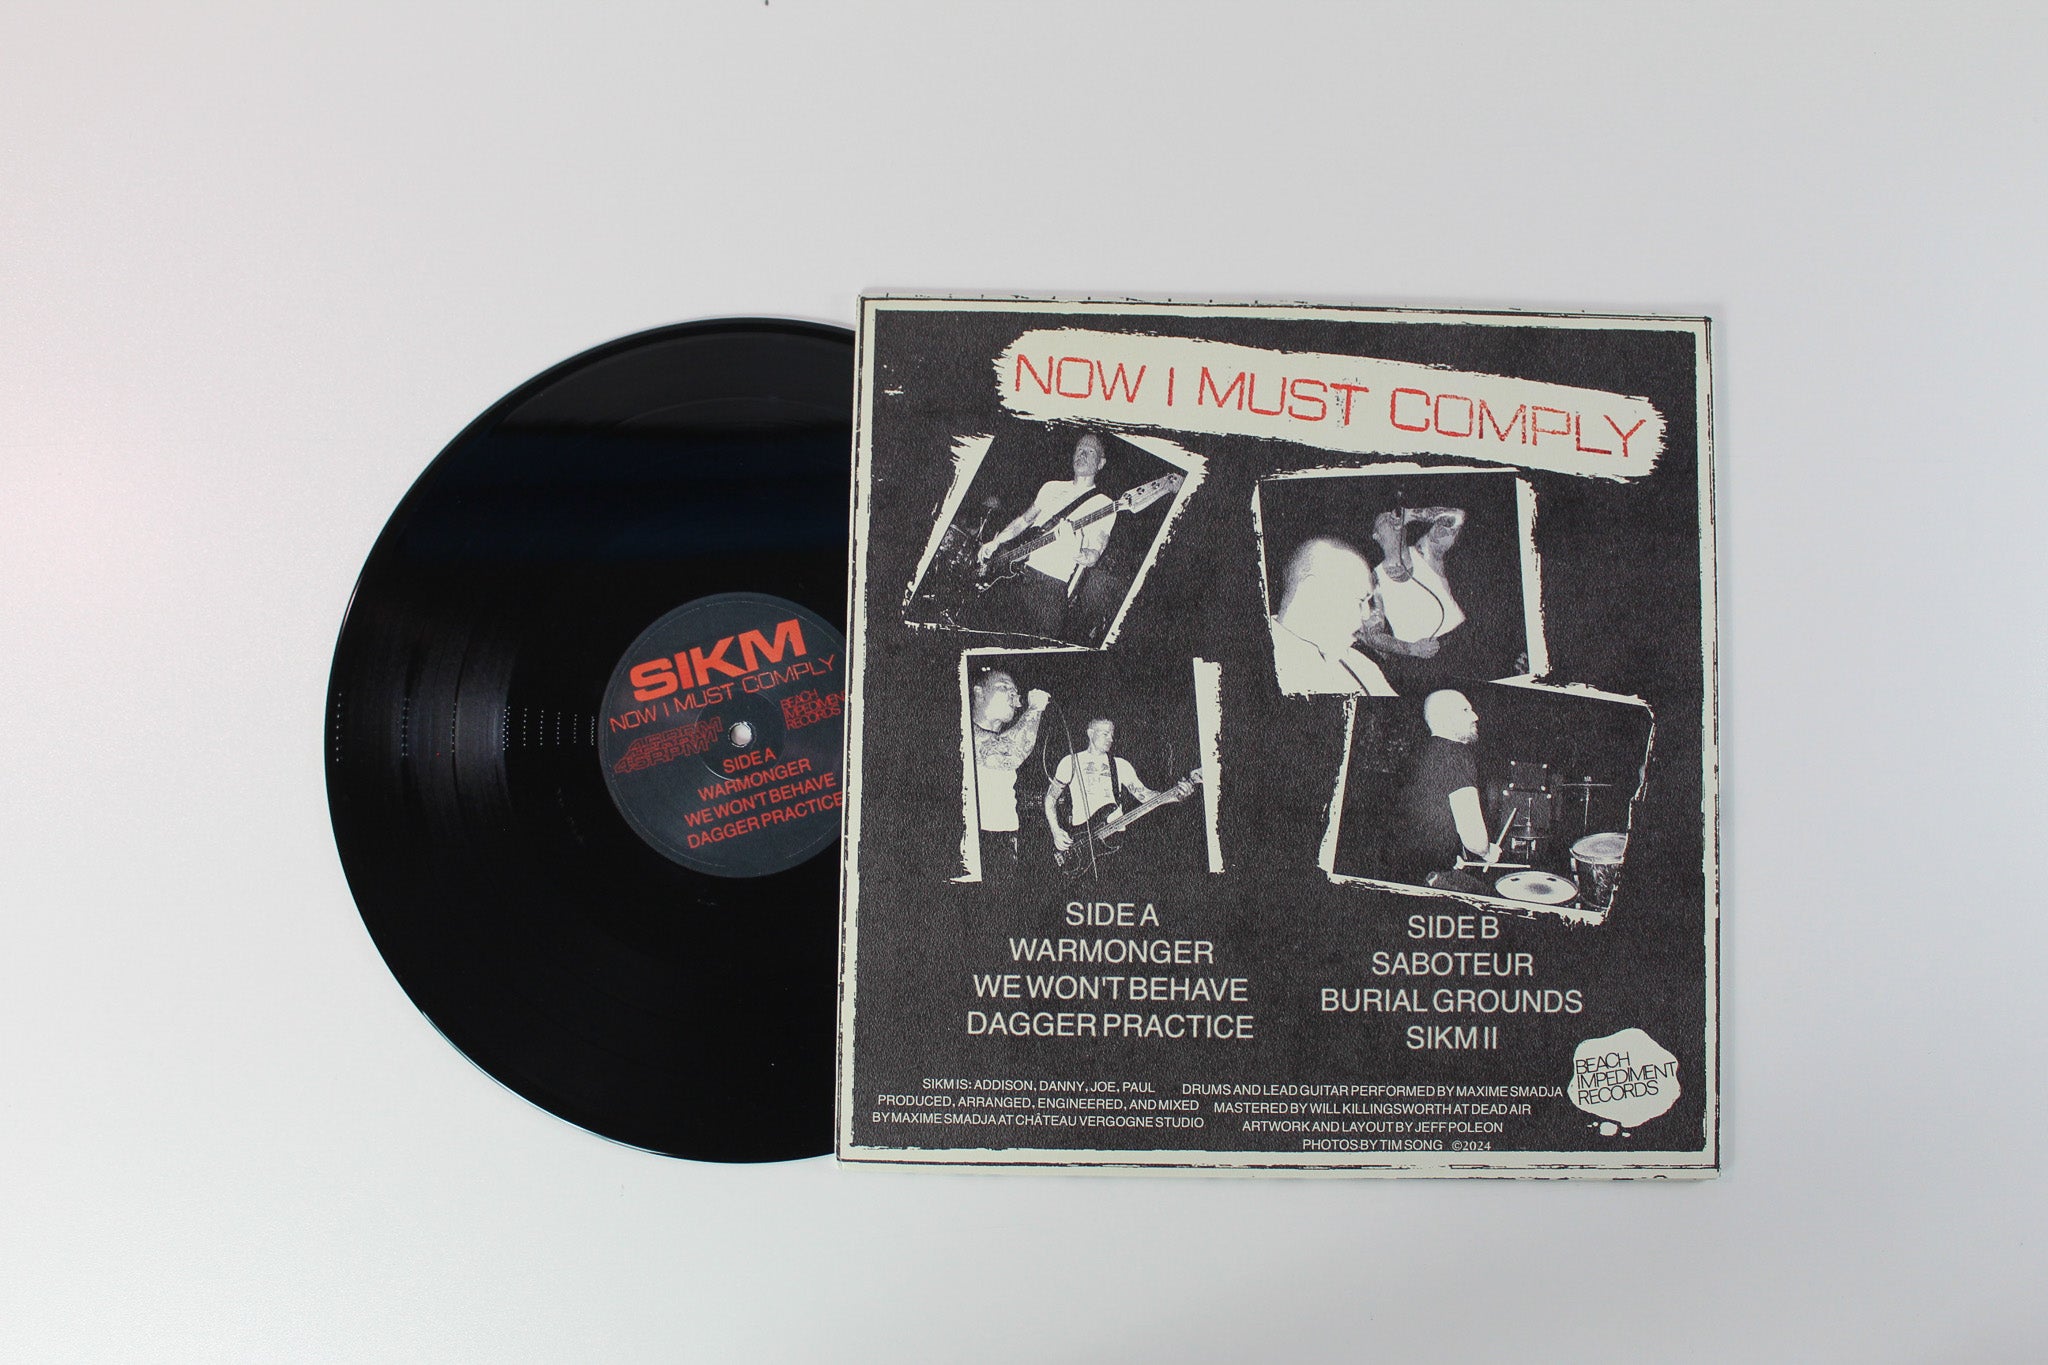 SIKM
NOW I MUST COMPLY
BEACH
IMPEDIMENT
RECORDS
45RPM
45RPM
45RPM
SIDE A
WARMONGER
WE WON'T BEHAVE
DAGGER PRACTICE
NOW I MUST COMPLY
SIDE A
WARMONGER
WE WON'T BEHAVE
DAGGER PRACTICE
SIDE B
SABOTEUR
BURIAL GROUNDS
SIKM II
SIKM IS: ADDISON, DANNY, JOE, PAUL
PRODUCED, ARRANGED, ENGINEERED, AND MIXED
BY MAXIME SMADJA AT CHÂTEAU VERGOGNE STUDIO
DRUMS AND LEAD GUITAR PERFORMED BY MAXIME SMADJA
MASTERED BY WILL KILLINGSWORTH AT DEAD AIR
ARTWORK AND LAYOUT BY JEFF POLEON
PHOTOS BY TIM SONG ©2024
BEACH
IMPEDIMENT
RECORDS